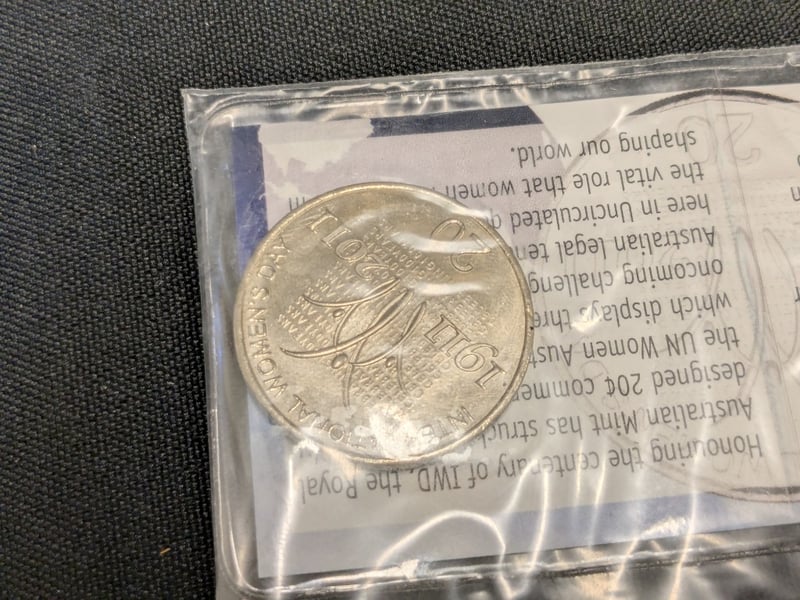 Honouring the centenary of IWD, the Royal
Australian Mint has struck
designed 20¢ commem
the UN Women Aust
which displays thre
oncoming challeng
Australian legal ten
here in Uncirculated q
the vital role that women
shaping our world.
INTE TIONAL WOMEN'S DAY
1911
2011
20